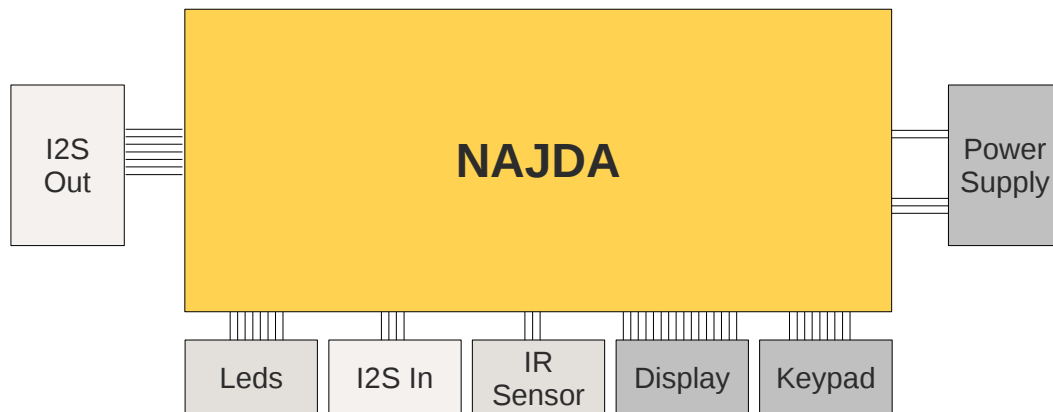 I2S
Out
NAJDA
Power
Supply
Leds
I2S In
IR
Sensor
Display
Keypad